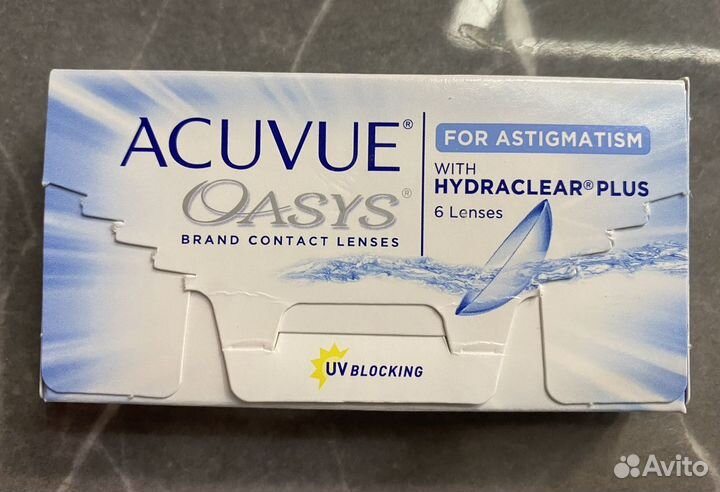 ACUVUE®
OASYS®
BRAND CONTACT LENSES
FOR ASTIGMATISM
WITH
HYDRACLEAR® PLUS
6 Lenses
UV BLOCKING
Avito